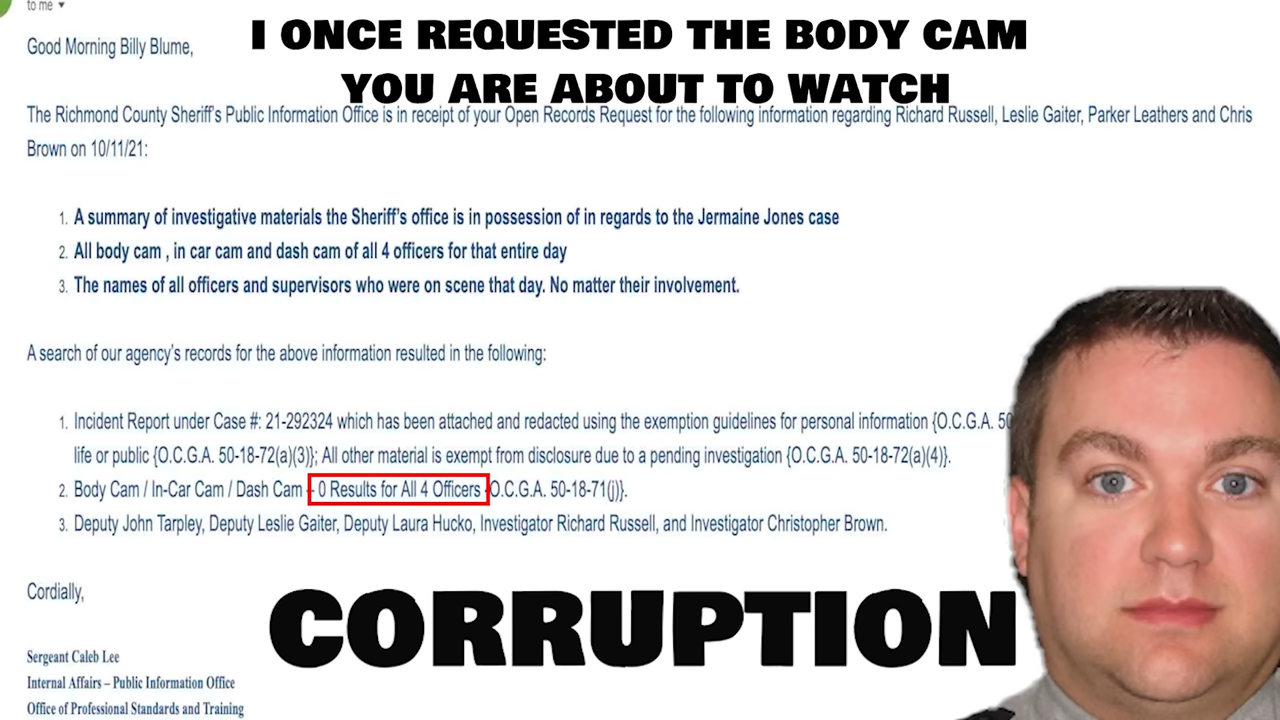 to me
I ONCE REQUESTED THE BODY CAM
YOU ARE ABOUT TO WATCH
Good Morning Billy Blume,
The Richmond County Sheriff's Public Information Office is in receipt of your Open Records Request for the following information regarding Richard Russell, Leslie Gaiter, Parker Leathers and Chris
Brown on 10/11/21:
1. A summary of investigative materials the Sheriff's office is in possession of in regards to the Jermaine Jones case
2. All body cam , in car cam and dash cam of all 4 officers for that entire day
3. The names of all officers and supervisors who were on scene that day. No matter their involvement.
A search of our agency's records for the above information resulted in the following:
1. Incident Report under Case #: 21-292324 which has been attached and redacted using the exemption guidelines for personal information {O.C.G.A. 50
life or public {O.C.G.A. 50-18-72(a)(3)}; All other material is exempt from disclosure due to a pending investigation {O.C.G.A. 50-18-72(a)(4)}.
2. Body Cam / In-Car Cam / Dash Cam - 0 Results for All 4 Officers {O.C.G.A. 50-18-71(j)}.
3. Deputy John Tarpley, Deputy Leslie Gaiter, Deputy Laura Hucko, Investigator Richard Russell, and Investigator Christopher Brown.
Cordially,
CORRUPTION
Sergeant Caleb Lee
Internal Affairs – Public Information Office
Office of Professional Standards and Training